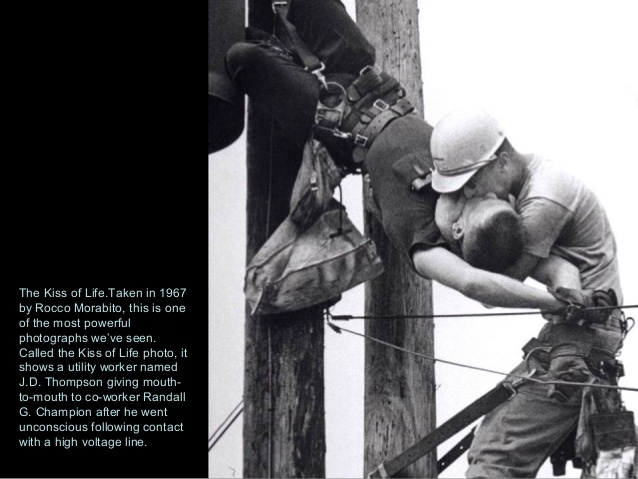 The Kiss of Life.Taken in 1967
by Rocco Morabito, this is one
of the most powerful
photographs we've seen.
Called the Kiss of Life photo, it
shows a utility worker named
J.D. Thompson giving mouth-
to-mouth to co-worker Randall
G. Champion after he went
unconscious following contact
with a high voltage line.